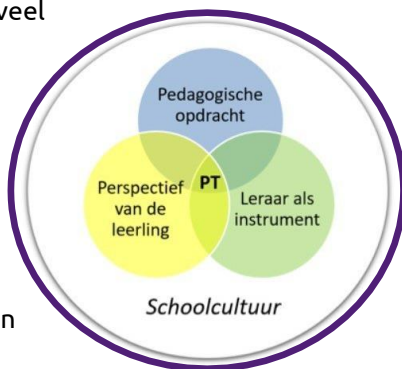 veel
Pedagogische
opdracht
PT
Perspectief
van de
leerling
Leraar als
instrument
Schoolcultuur
n